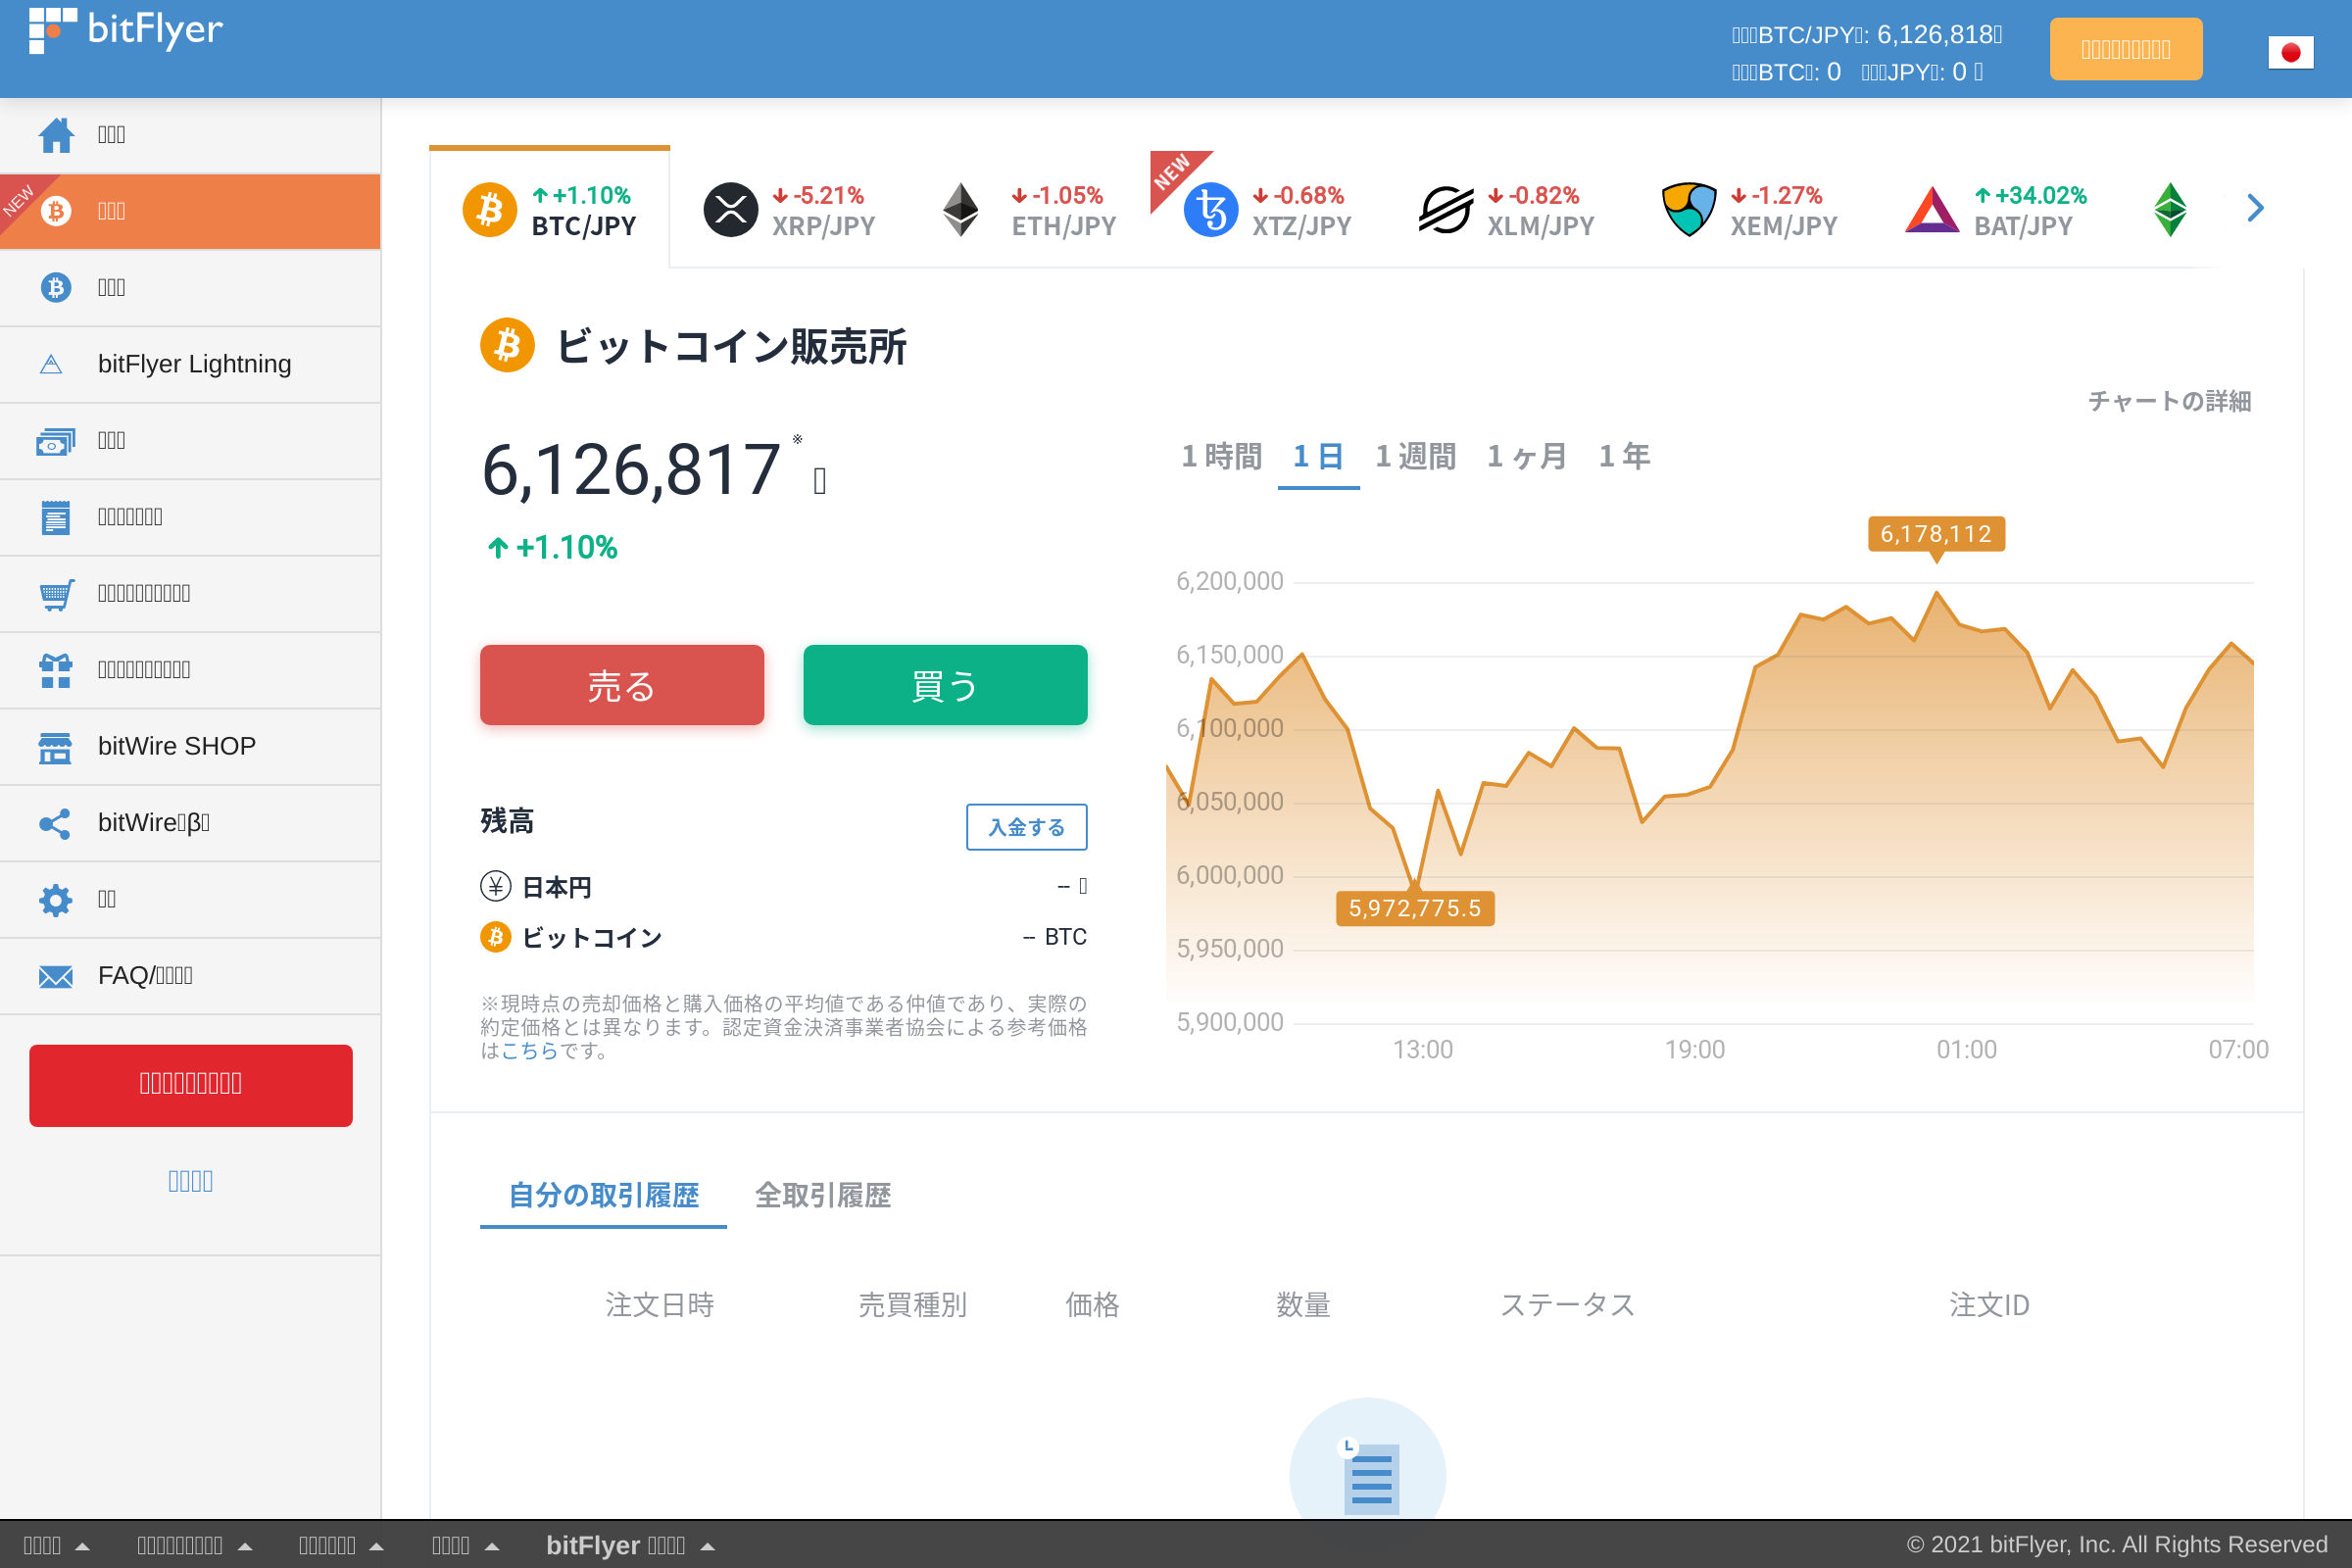 bitFlyer
BTC/JPY: 6,126,818
BTC: 0 JPY: 0
NEW
bitFlyer Lightning
bitWire SHOP
bitWire β
FAQ/
+1.10%
BTC/JPY
-5.21%
XRP/JPY
-1.05%
ETH/JPY
NEW
-0.68%
XTZ/JPY
-0.82%
XLM/JPY
-1.27%
XEM/JPY
+34.02%
BAT/JPY
ビットコイン販売所
チャートの詳細
6,126,817 ※
+1.10%
1 時間 1 日 1 週間 1 ヶ月 1 年
売る 買う
残高 入金する
日本円 --
ビットコイン -- BTC
※現時点の売却価格と購入価格の平均値である仲値であり、実際の
約定価格とは異なります。認定資金決済事業者協会による参考価格
はこちらです。
6,178,112
6,200,000
6,150,000
6,100,000
6,050,000
6,000,000
5,972,775.5
5,950,000
5,900,000
13:00 19:00 01:00 07:00
自分の取引履歴 全取引履歴
注文日時 売買種別 価格 数量 ステータス 注文ID
bitFlyer
© 2021 bitFlyer, Inc. All Rights Reserved